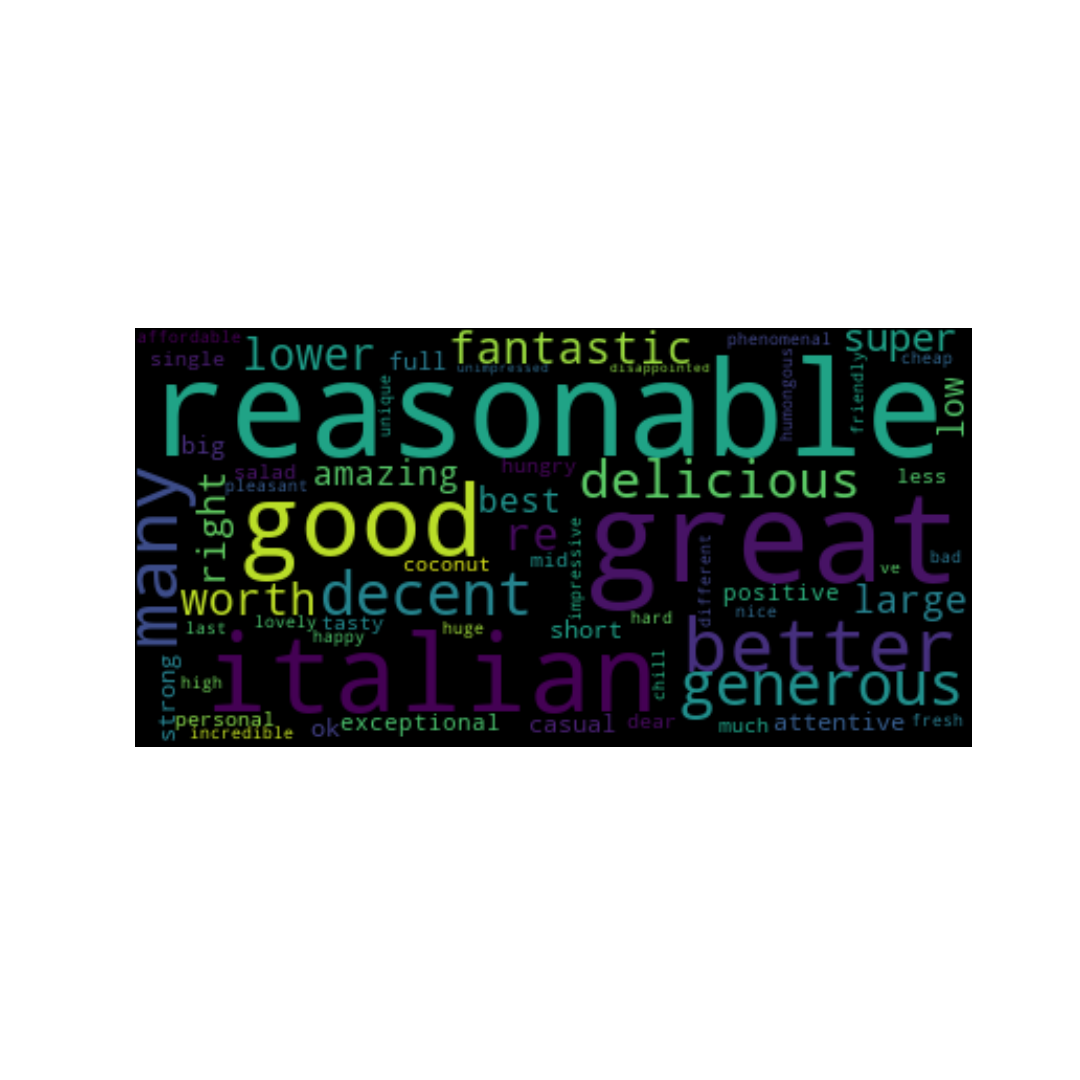 affordable
single
lower
full
fantastic
unimpressed
disappointed
phenomenal
super
cheap
reasonable
unique
humongous
friendly
low
big
salad
pleasant
amazing
hungry
delicious
less
many
right
good
best
re
great
coconut
mid
impressive
different
ve
bad
worth
decent
positive
nice
large
last
lovely
tasty
happy
huge
short
hard
better
italian
chill
generous
strong
high
personal
incredible
ok
exceptional
casual
dear
much
attentive
fresh